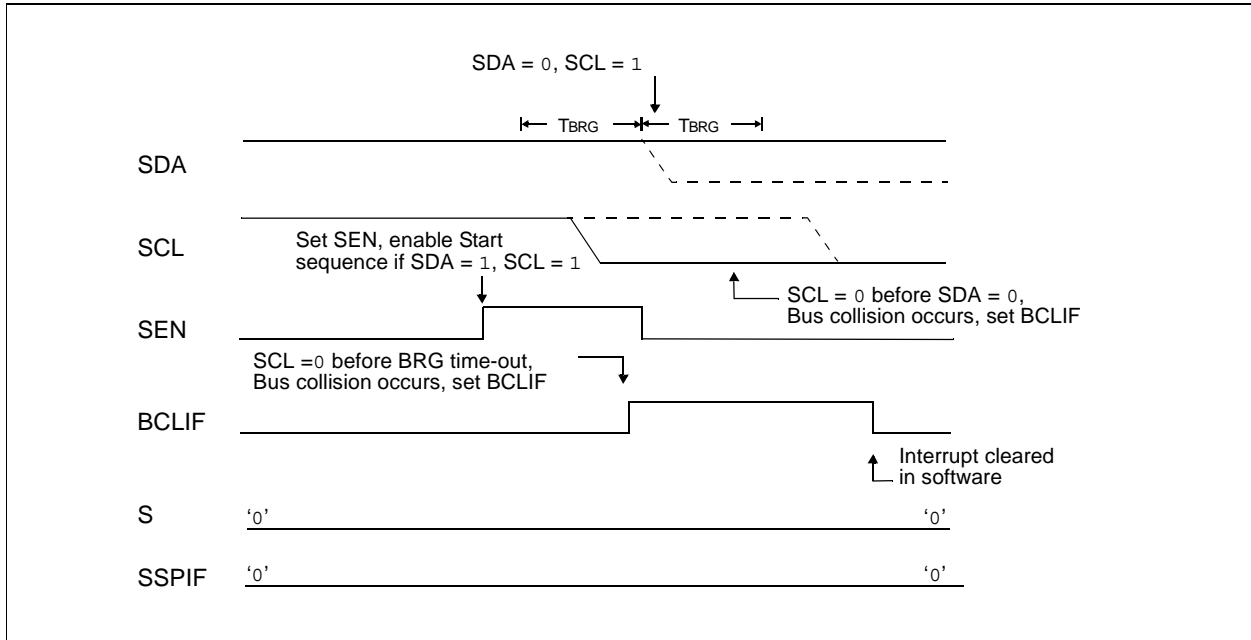 SDA = 0, SCL = 1
TBRG TBRG
SDA
SCL
Set SEN, enable Start
sequence if SDA = 1, SCL = 1
SCL = 0 before SDA = 0,
Bus collision occurs, set BCLIF
SEN
SCL =0 before BRG time-out,
Bus collision occurs, set BCLIF
BCLIF
Interrupt cleared
in software
S ‘0’ ‘0’
SSPIF ‘0’ ‘0’